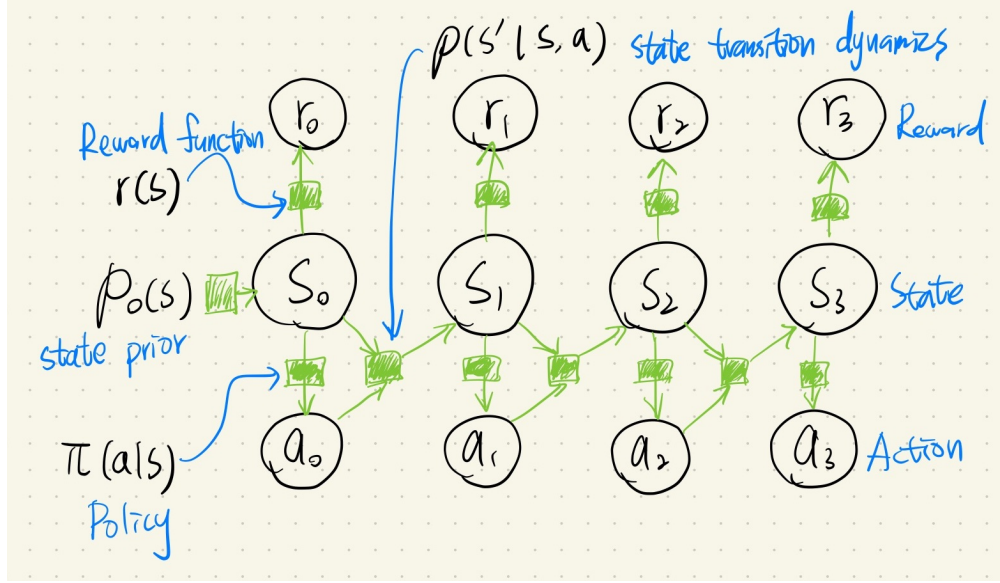 p(s'|s,a) state transition dynamics
r₀ r₁ r₂ r₃ Reward
Reward function
r(s)
S₀ S₁ S₂ S₃ State
ρ₀(s)
state prior
a₀ a₁ a₂ a₃ Action
π(a|s)
Policy